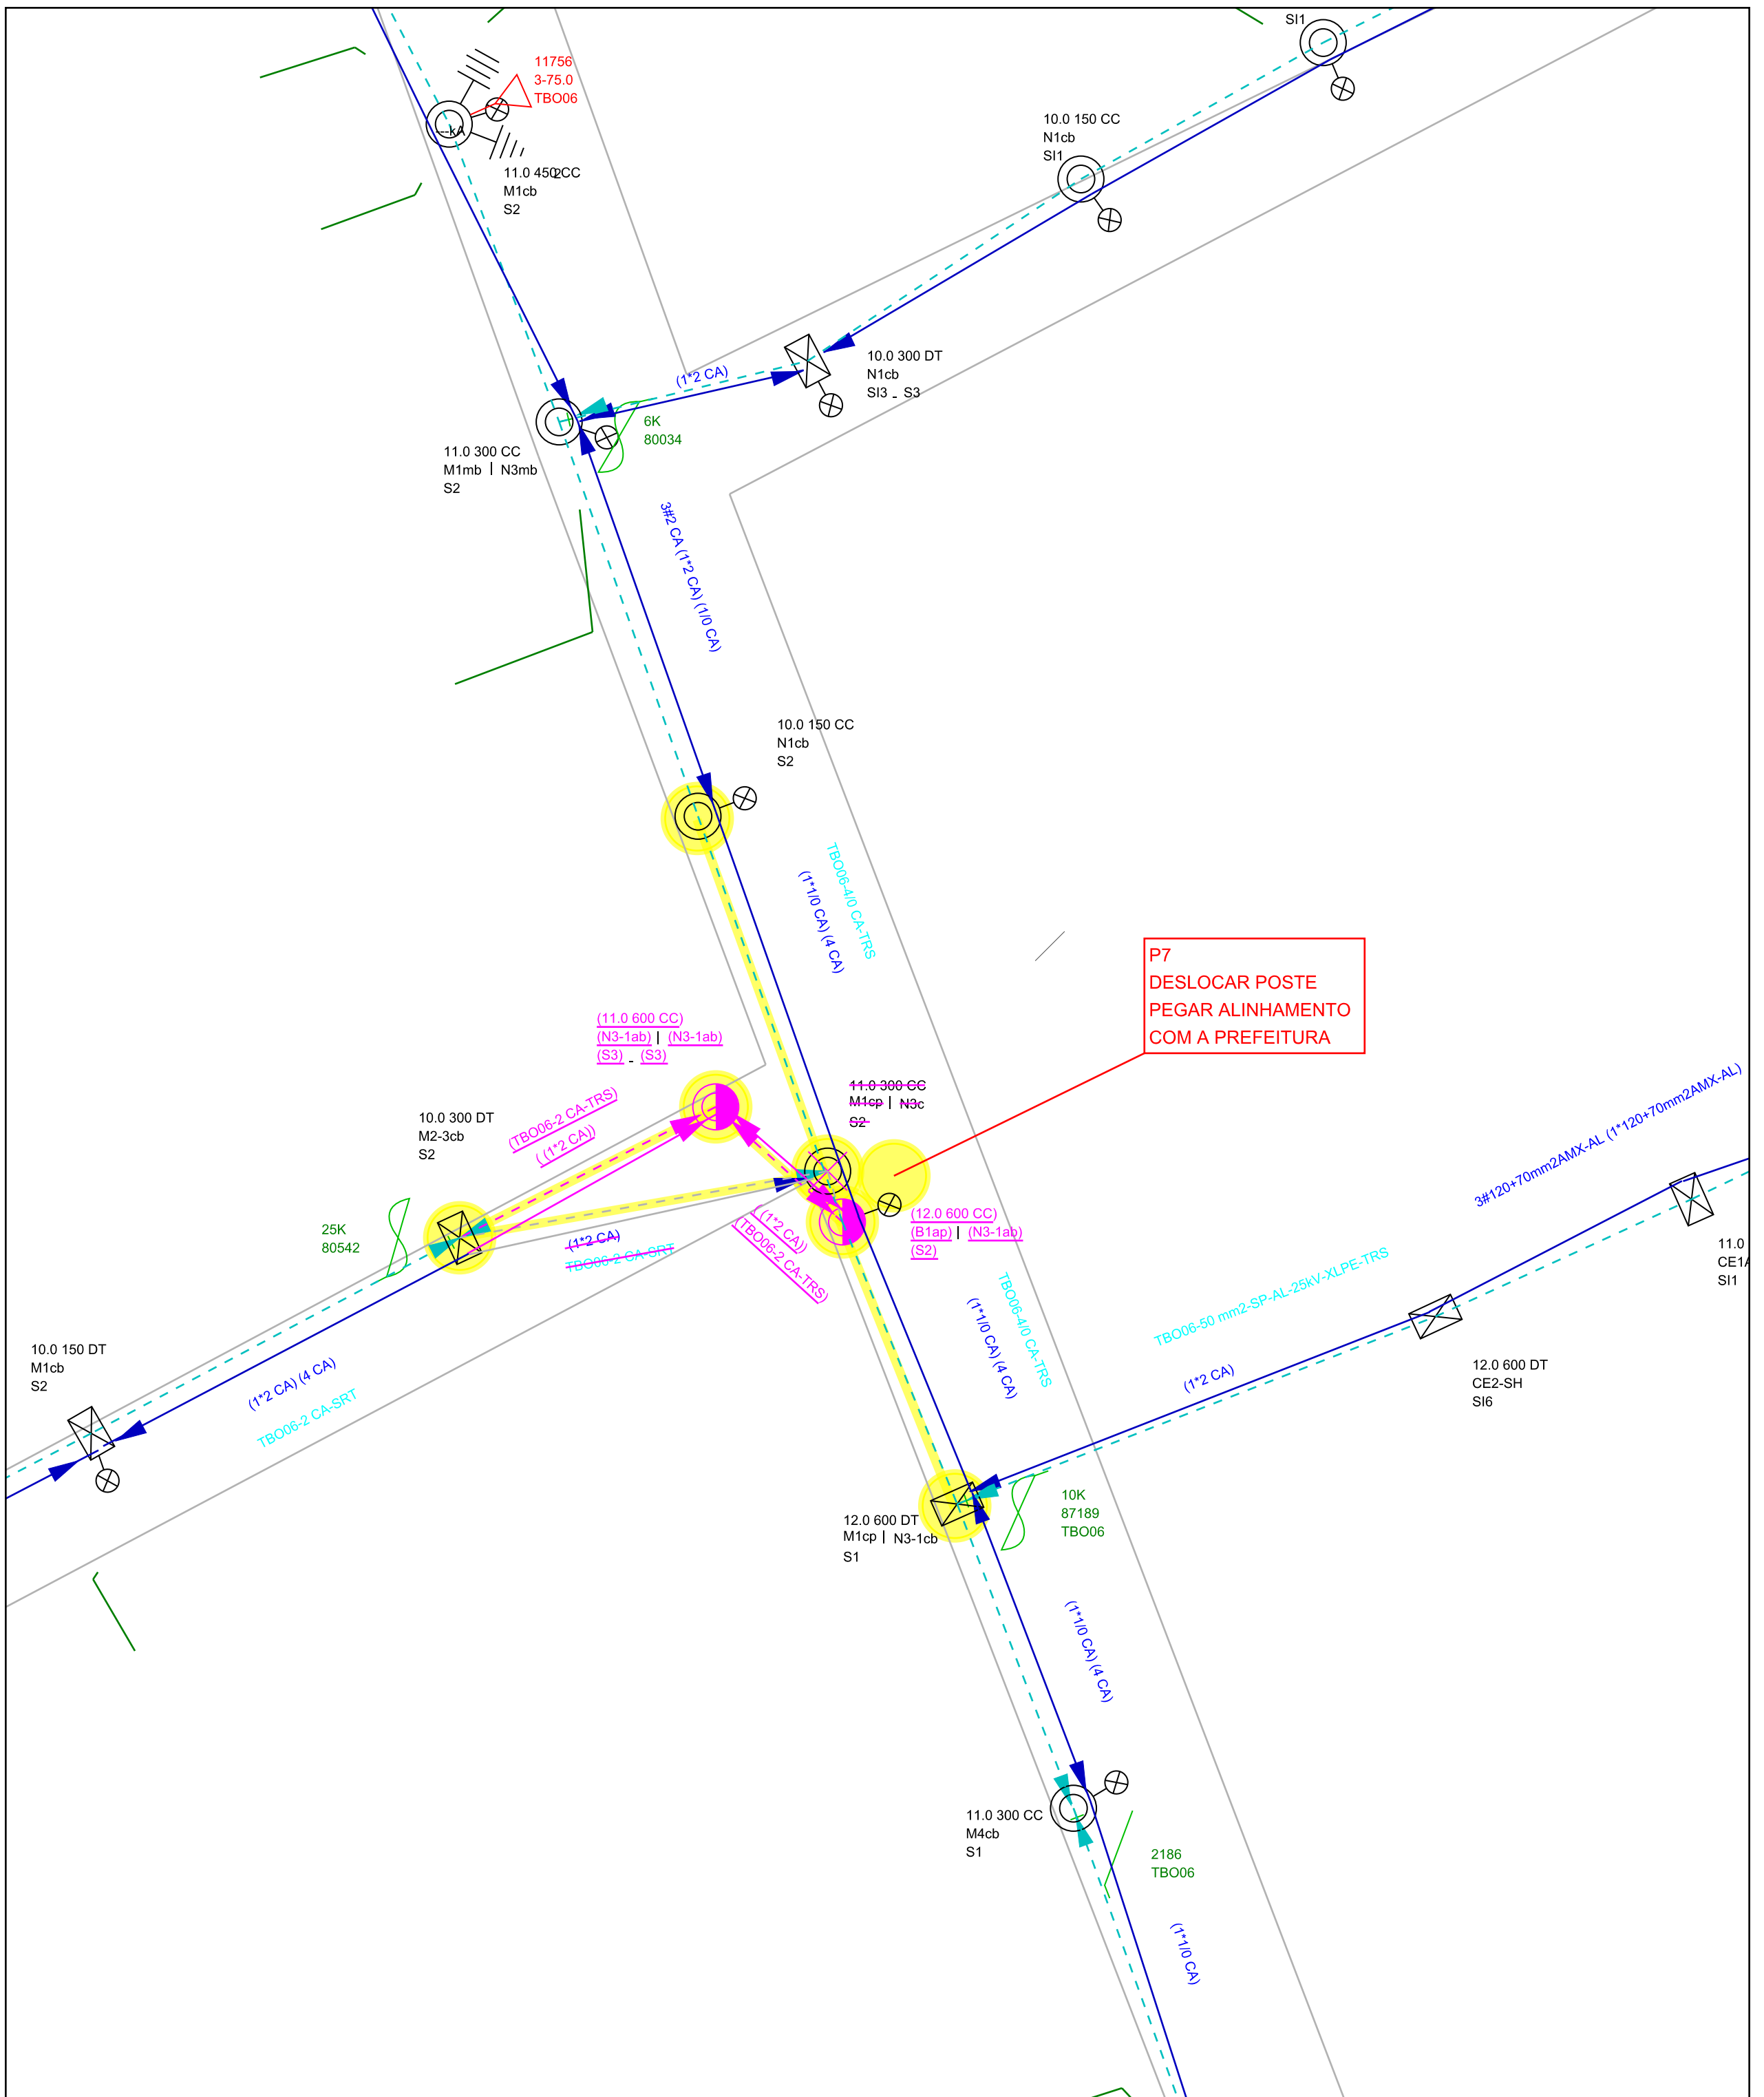 SI1
11756
3-75.0
TBO06
---kA
11.0 450 CC
M1cb
S2
10.0 150 CC
N1cb
SI1
10.0 300 DT
N1cb
SI3 - S3
(1*2 CA)
6K
80034
11.0 300 CC
M1mb | N3mb
S2
3#2 CA (1*2 CA) (1/0 CA)
10.0 150 CC
N1cb
S2
TBO06-4/0 CA-TRS
(1*1/0 CA) (4 CA)
P7
DESLOCAR POSTE
PEGAR ALINHAMENTO
COM A PREFEITURA
(11.0 600 CC)
(N3-1ab) | (N3-1ab)
(S3) - (S3)
11.0 300 CC
M1cp | N3c
S2
(TBO06-2 CA-TRS)
( (1*2 CA))
10.0 300 DT
M2-3cb
S2
25K
80542
(1*2 CA)
TBO06-2 CA-SRT
( (1*2 CA))
(TBO06-2 CA-TRS)
(12.0 600 CC)
(B1ap) | (N3-1ab)
(S2)
3#120+70mm2AMX-AL (1*120+70mm2AMX-AL)
11.0
SI1
TBO06-50 mm2-SP-AL-25kV-XLPE-TRS
(1*2 CA)
12.0 600 DT
CE2-SH
SI6
TBO06-4/0 CA-TRS
(1*1/0 CA) (4 CA)
10.0 150 DT
M1cb
S2
(1*2 CA) (4 CA)
TBO06-2 CA-SRT
12.0 600 DT
M1cp | N3-1cb
S1
10K
87189
TBO06
(1*1/0 CA) (4 CA)
11.0 300 CC
M4cb
S1
2186
TBO06
(1*1/0 CA)